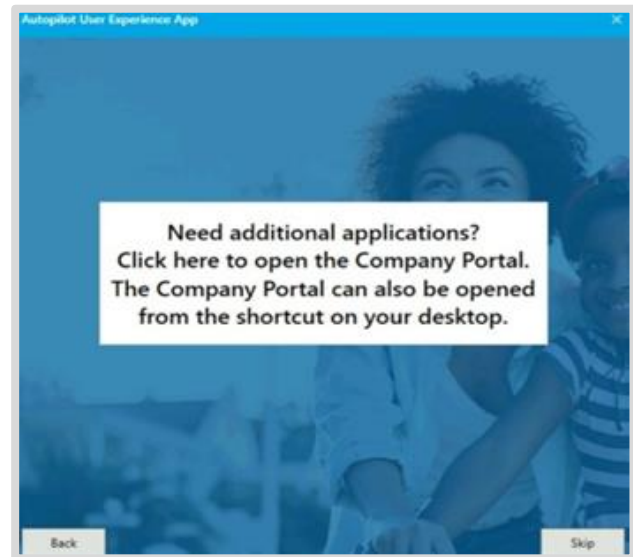 Autopilot User Experience App
Need additional applications?
Click here to open the Company Portal.
The Company Portal can also be opened
from the shortcut on your desktop.
Back
Skip